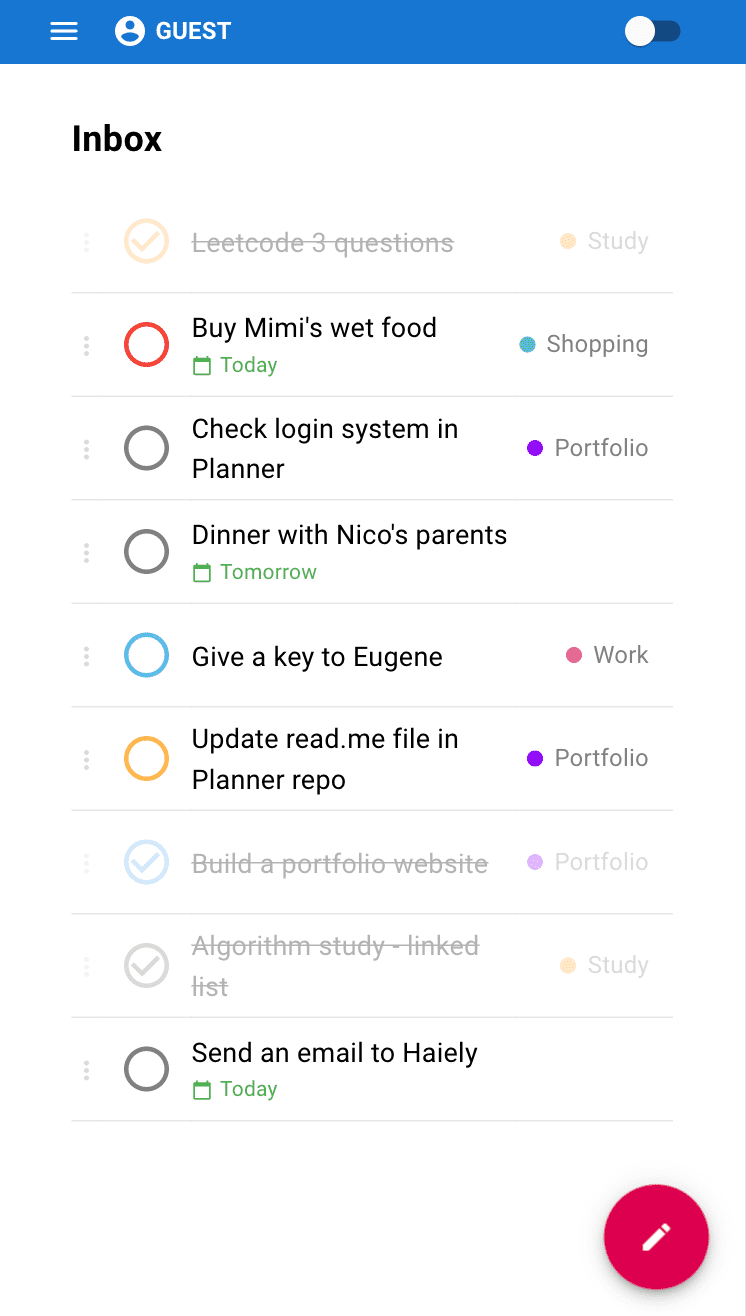 GUEST
Inbox
Leetcode 3 questions
Study
Buy Mimi's wet food
Shopping
Today
Check login system in
Planner
Portfolio
Dinner with Nico's parents
Tomorrow
Give a key to Eugene
Work
Update read.me file in
Planner repo
Portfolio
Build a portfolio website
Portfolio
Algorithm study - linked
list
Study
Send an email to Haiely
Today